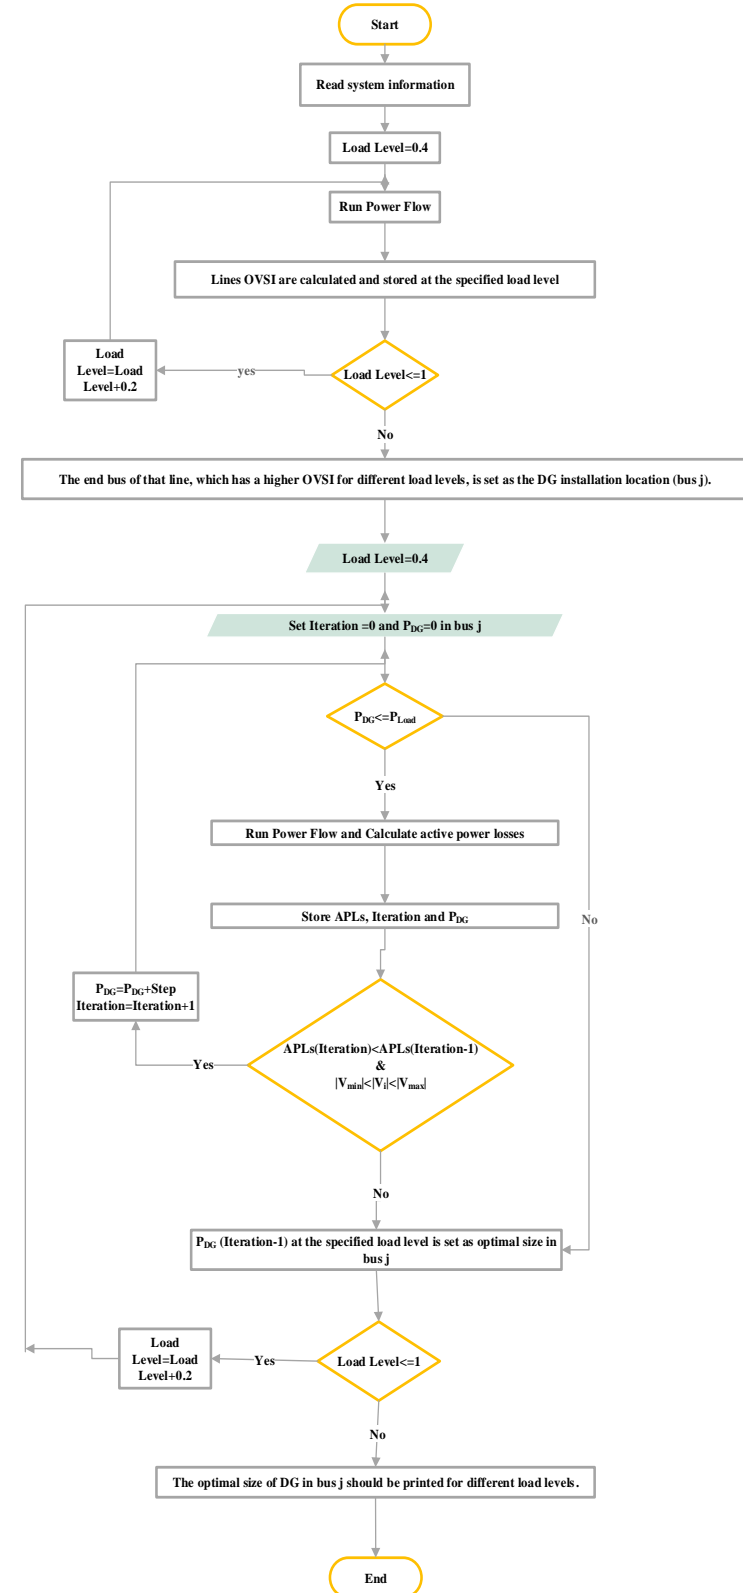 Start
Read system information
Load Level=0.4
Run Power Flow
Lines OVSI are calculated and stored at the specified load level
Load
Level=Load
Level+0.2
yes
Load Level<=1
No
The end bus of that line, which has a higher OVSI for different load levels, is set as the DG installation location (bus j).
Load Level=0.4
Set Iteration =0 and PDG=0 in bus j
PDG<=PLoad
Yes
Run Power Flow and Calculate active power losses
Store APLs, Iteration and PDG
No
PDG=PDG+Step
Iteration=Iteration+1
APLs(Iteration)<APLs(Iteration-1)
&
|Vmin|<|Vi|<|Vmax|
Yes
No
PDG (Iteration-1) at the specified load level is set as optimal size in
bus j
Load
Level=Load
Level+0.2
Yes
Load Level<=1
No
The optimal size of DG in bus j should be printed for different load levels.
End